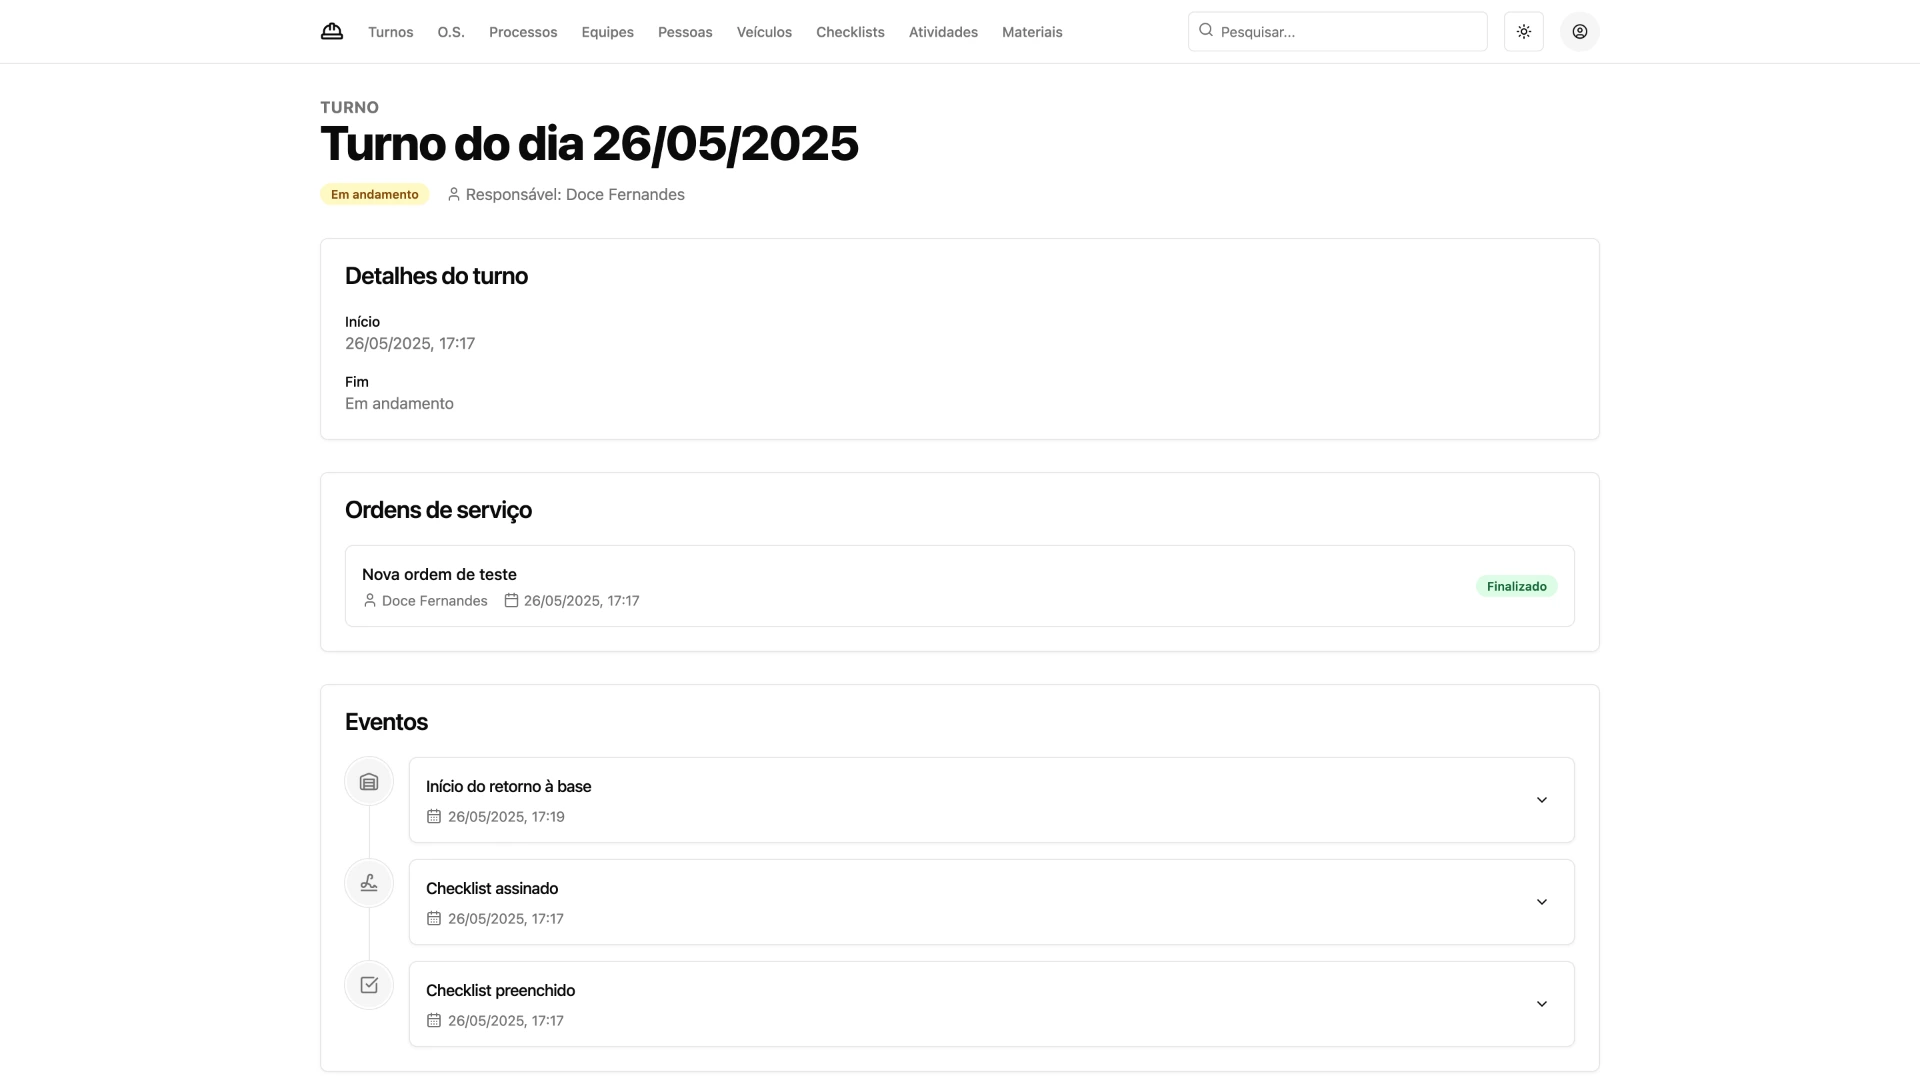 Turnos O.S. Processos Equipes Pessoas Veículos Checklists Atividades Materiais Pesquisar...
TURNO
Turno do dia 26/05/2025
Em andamento Responsável: Doce Fernandes
Detalhes do turno
Início
26/05/2025, 17:17
Fim
Em andamento
Ordens de serviço
Nova ordem de teste
Doce Fernandes 26/05/2025, 17:17
Finalizado
Eventos
Início do retorno à base
26/05/2025, 17:19
Checklist assinado
26/05/2025, 17:17
Checklist preenchido
26/05/2025, 17:17